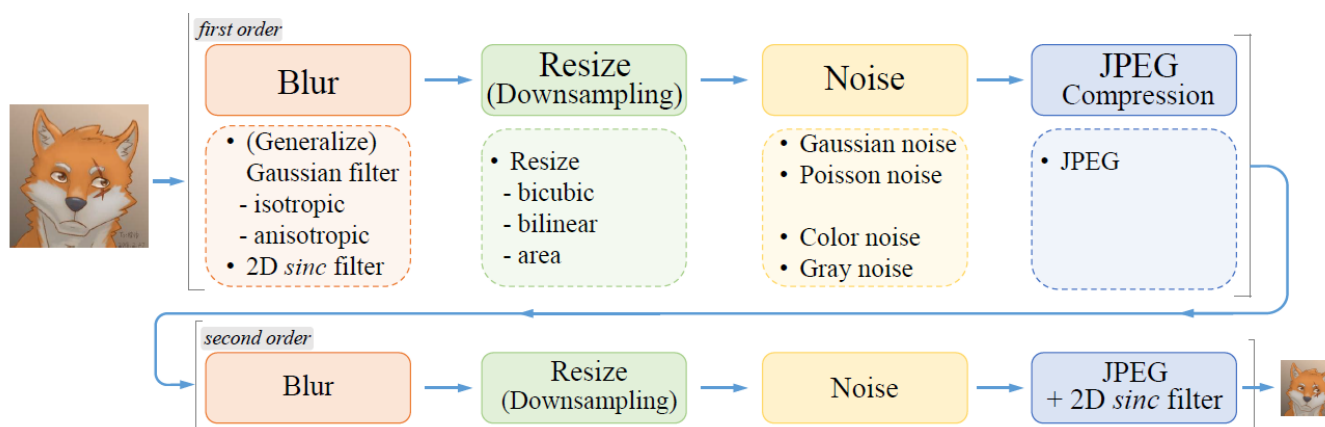 first order
Blur
Resize
(Downsampling)
Noise
JPEG
Compression
• (Generalize)
Gaussian filter
- isotropic
- anisotropic
• 2D sinc filter
• Resize
- bicubic
- bilinear
- area
• Gaussian noise
• Poisson noise
• Color noise
• Gray noise
• JPEG
second order
Blur
Resize
(Downsampling)
Noise
JPEG
+ 2D sinc filter